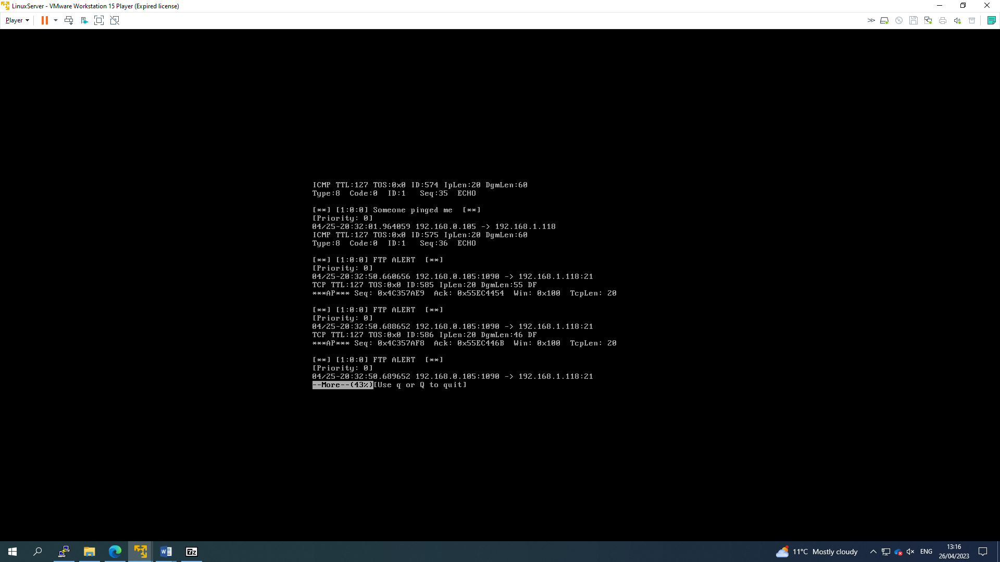 LinuxServer - VMware Workstation 15 Player (Expired license)
Player
ICMP TTL:127 TOS:0x0 ID:574 IpLen:20 DgmLen:60
Type:8  Code:0  ID:1   Seq:35  ECHO
[**] [1:0:0] Someone pinged me  [**]
[Priority: 0]
04/25-20:32:01.964059 192.168.0.105 -> 192.168.1.118
ICMP TTL:127 TOS:0x0 ID:575 IpLen:20 DgmLen:60
Type:8  Code:0  ID:1   Seq:36  ECHO
[**] [1:0:0] FTP ALERT  [**]
[Priority: 0]
04/25-20:32:50.660656 192.168.0.105:1090 -> 192.168.1.118:21
TCP TTL:127 TOS:0x0 ID:585 IpLen:20 DgmLen:55 DF
***AP*** Seq: 0x4C357AE9  Ack: 0x55EC4454  Win: 0x100  TcpLen: 20
[**] [1:0:0] FTP ALERT  [**]
[Priority: 0]
04/25-20:32:50.688652 192.168.0.105:1090 -> 192.168.1.118:21
TCP TTL:127 TOS:0x0 ID:586 IpLen:20 DgmLen:46 DF
***AP*** Seq: 0x4C357AF8  Ack: 0x55EC446B  Win: 0x100  TcpLen: 20
[**] [1:0:0] FTP ALERT  [**]
[Priority: 0]
04/25-20:32:50.689652 192.168.0.105:1090 -> 192.168.1.118:21
--More--(43%)[Use q or Q to quit]
W
7z
11°C Mostly cloudy
ENG
13:16
26/04/2023